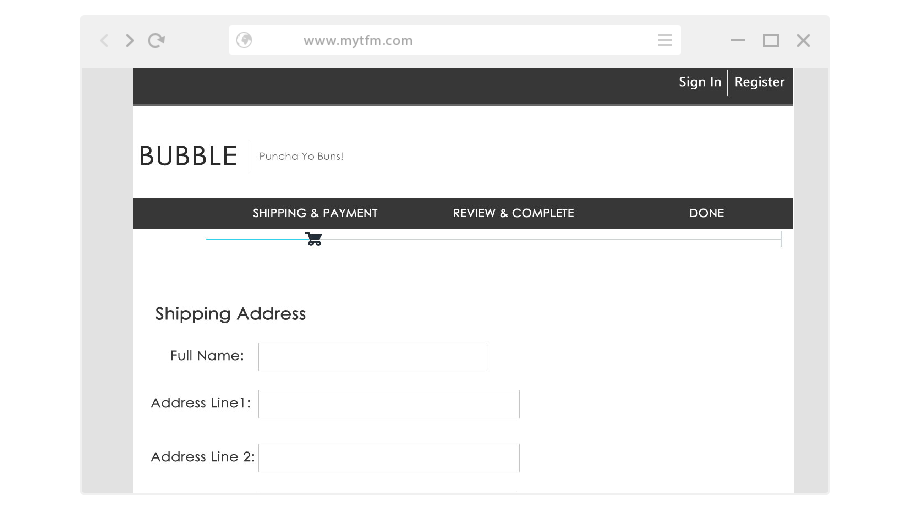 www.mytfm.com
Sign In Register
BUBBLE Puncha Yo Buns!
SHIPPING & PAYMENT REVIEW & COMPLETE DONE
Shipping Address
Full Name:
Address Line1:
Address Line 2: